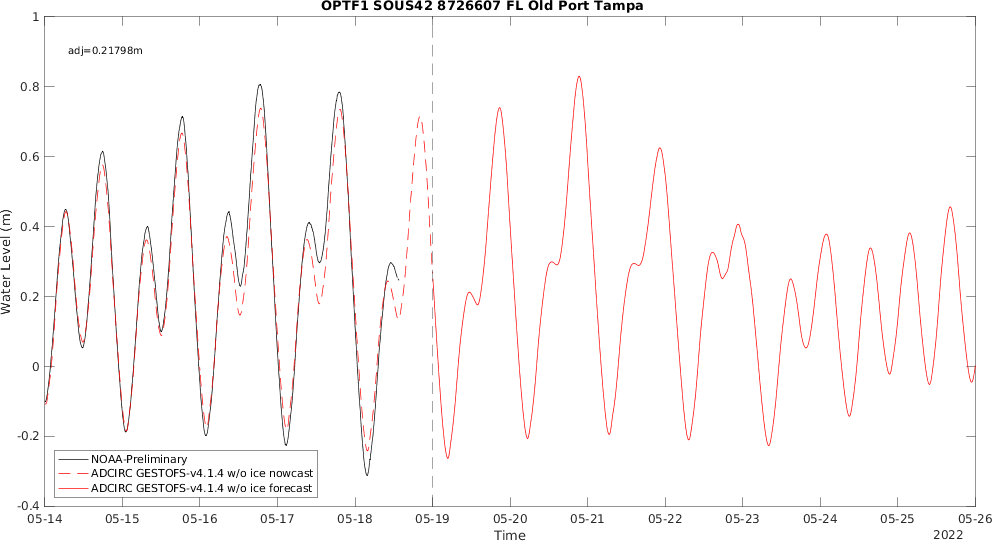 OPTF1 SOUS42 8726607 FL Old Port Tampa
adj=0.21798m
1
0.8
0.6
0.4
0.2
0
-0.2
-0.4
Water Level (m)
NOAA-Preliminary
ADCIRC GESTOFS-v4.1.4 w/o ice nowcast
ADCIRC GESTOFS-v4.1.4 w/o ice forecast
05-14 05-15 05-16 05-17 05-18 05-19 05-20 05-21 05-22 05-23 05-24 05-25 05-26
Time
2022